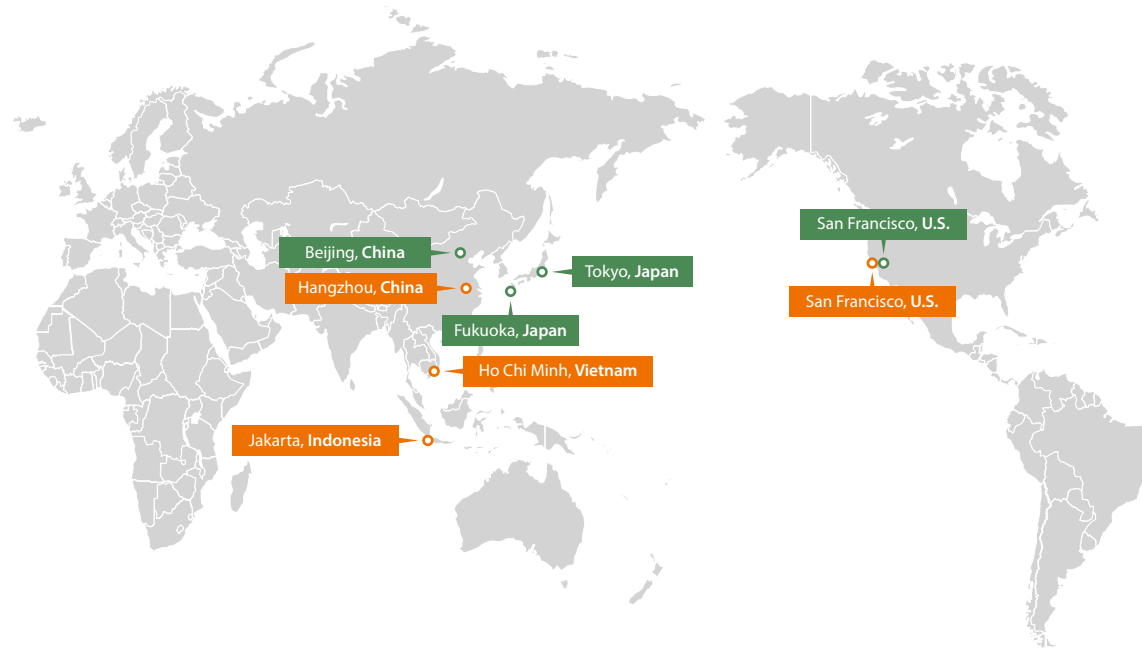 San Francisco, U.S.
Beijing, China
Tokyo, Japan
Hangzhou, China
San Francisco, U.S.
Fukuoka, Japan
Ho Chi Minh, Vietnam
Jakarta, Indonesia